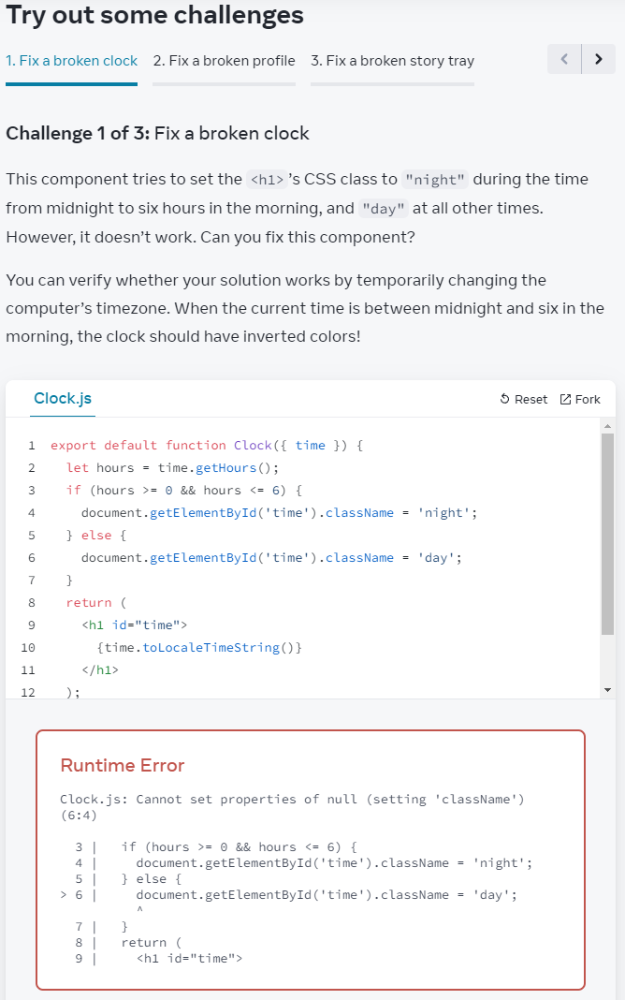 Try out some challenges
1. Fix a broken clock 2. Fix a broken profile 3. Fix a broken story tray
Challenge 1 of 3: Fix a broken clock
This component tries to set the <h1> ’s CSS class to "night" during the time
from midnight to six hours in the morning, and "day" at all other times.
However, it doesn’t work. Can you fix this component?
You can verify whether your solution works by temporarily changing the
computer’s timezone. When the current time is between midnight and six in the
morning, the clock should have inverted colors!
Clock.js Reset Fork
1 export default function Clock({ time }) {
2   let hours = time.getHours();
3   if (hours >= 0 && hours <= 6) {
4     document.getElementById('time').className = 'night';
5   } else {
6     document.getElementById('time').className = 'day';
7   }
8   return (
9     <h1 id="time">
10       {time.toLocaleTimeString()}
11     </h1>
12   );
Runtime Error
Clock.js: Cannot set properties of null (setting 'className')
(6:4)
  3 |   if (hours >= 0 && hours <= 6) {
  4 |     document.getElementById('time').className = 'night';
  5 |   } else {
> 6 |     document.getElementById('time').className = 'day';
          ^
  7 |   }
  8 |   return (
  9 |     <h1 id="time">